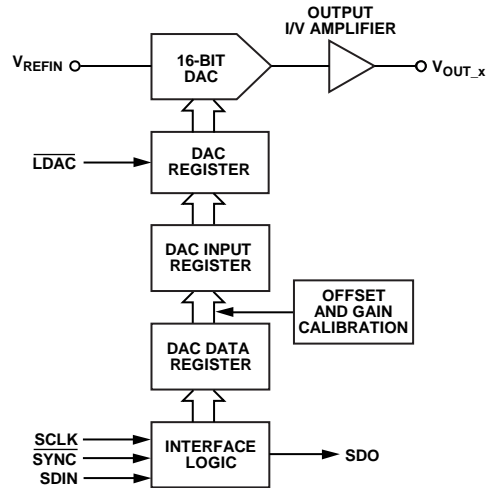 OUTPUT
I/V AMPLIFIER
VREFIN
16-BIT
DAC
VOUT_x
LDAC
DAC
REGISTER
DAC INPUT
REGISTER
OFFSET
AND GAIN
CALIBRATION
DAC DATA
REGISTER
SCLK
SYNC
SDIN
INTERFACE
LOGIC
SDO